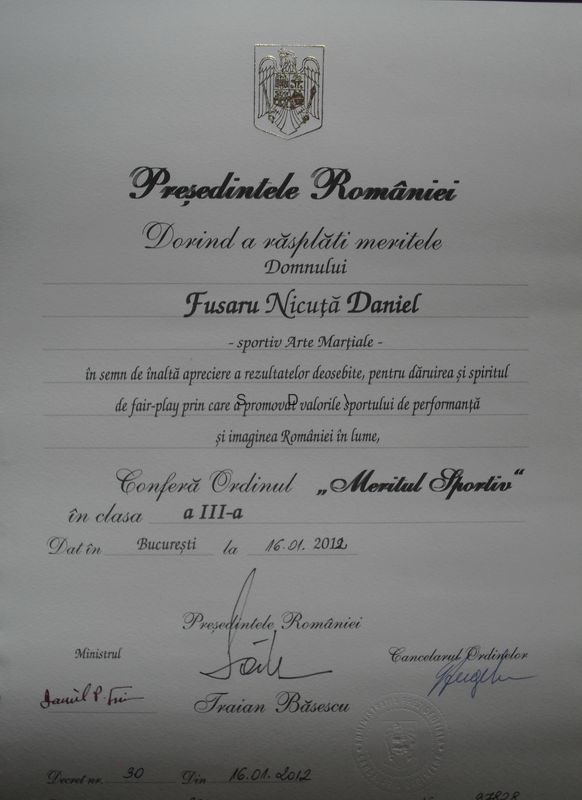 Președintele României
Dorind a răsplăti meritele
Domnului
Fusaru Nicuță Daniel
- sportiv Arte Marțiale -
în semn de înaltă apreciere a rezultatelor deosebite, pentru dăruirea și spiritul
de fair-play prin care a promovat valorile sportului de performanță
și imaginea României în lume,
Conferă Ordinul „Meritul Sportiv“
în clasa a III-a
Dat în București la 16.01. 2012
Președintele României
Ministrul Cancelarul Ordinelor
Traian Băsescu
Decret nr. 30 Din 16.01.2012